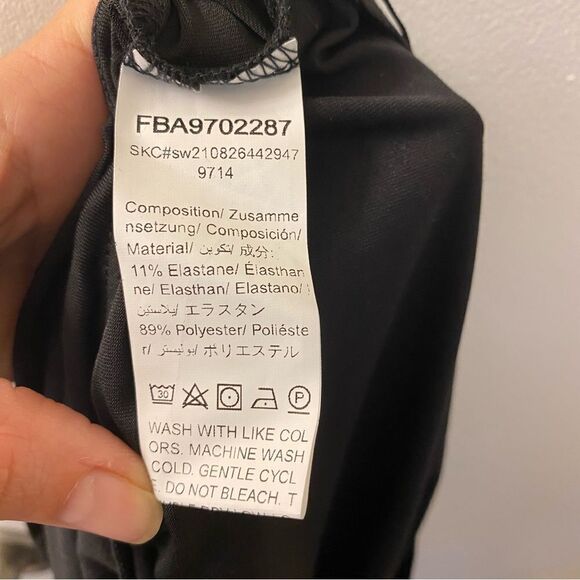 FBA9702287
SKC#sw210826442947
9714
Composition/ Zusamme
nsetzung/ Composición/
Material/ تكوين/ 成分:
11% Elastane/ Élasthan
ne/ Elasthan/ Elastano/
يلاستين/ エラスタン
89% Polyester/ Poliéste
r/ بوليستر/ ポリエステル
30 P
WASH WITH LIKE COL
ORS. MACHINE WASH
COLD. GENTLE CYCL
E. DO NOT BLEACH. T